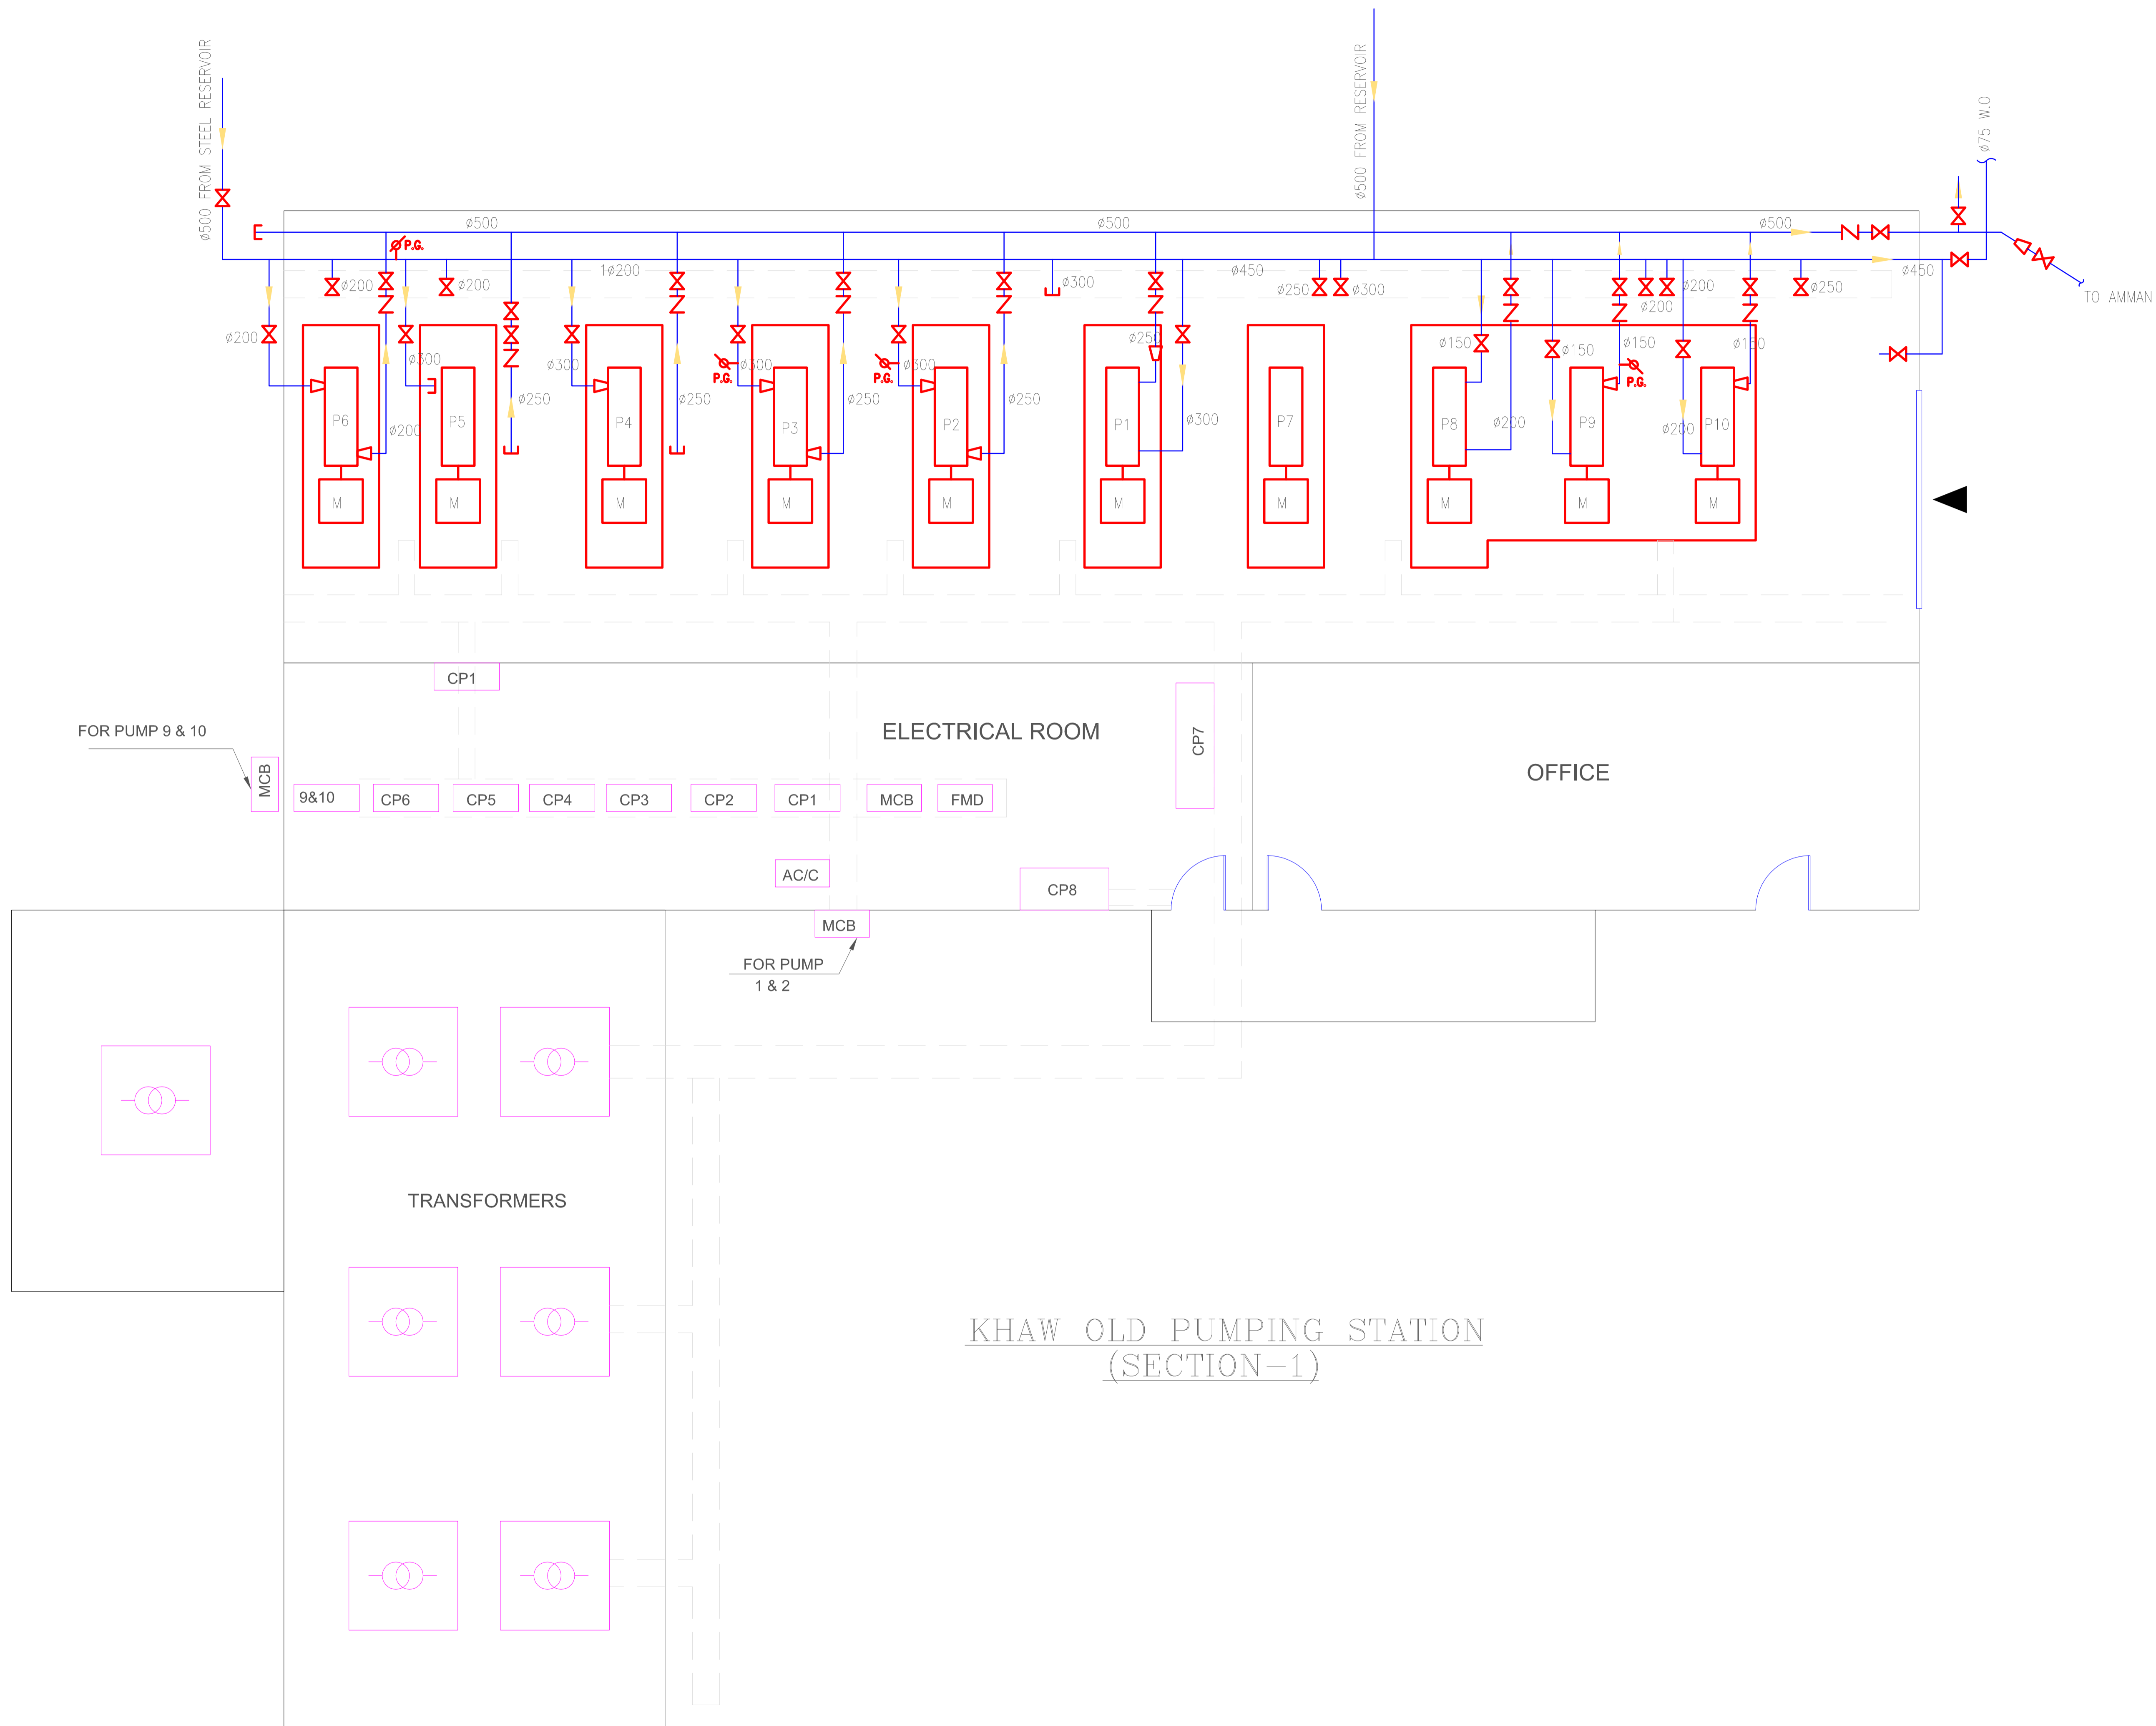 ø500 FROM STEEL RESERVOIR
ø500 FROM RESERVOIR
ø75 W.O
ø500
ø500
ø500
P.G.
1ø200
ø450
ø450
ø200
ø200
ø300
ø250
ø300
ø200
ø200
ø250
TO AMMAN
ø200
ø300
ø300
P.G.
ø300
P.G.
ø300
ø250
ø150
ø150
ø150
P.G.
ø150
ø200
ø250
ø250
ø250
ø250
ø300
ø200
ø200
P6
P5
P4
P3
P2
P1
P7
P8
P9
P10
M
M
M
M
M
M
M
M
M
M
CP1
FOR PUMP 9 & 10
ELECTRICAL ROOM
CP7
OFFICE
MCB
9&10
CP6
CP5
CP4
CP3
CP2
CP1
MCB
FMD
AC/C
CP8
MCB
FOR PUMP
1 & 2
TRANSFORMERS
KHAW OLD PUMPING STATION
(SECTION-1)